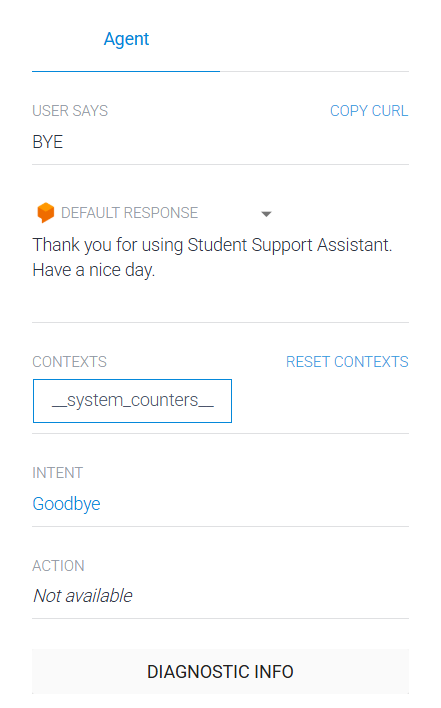 Agent
USER SAYS COPY CURL
BYE
DEFAULT RESPONSE
Thank you for using Student Support Assistant.
Have a nice day.
CONTEXTS RESET CONTEXTS
__system_counters__
INTENT
Goodbye
ACTION
Not available
DIAGNOSTIC INFO